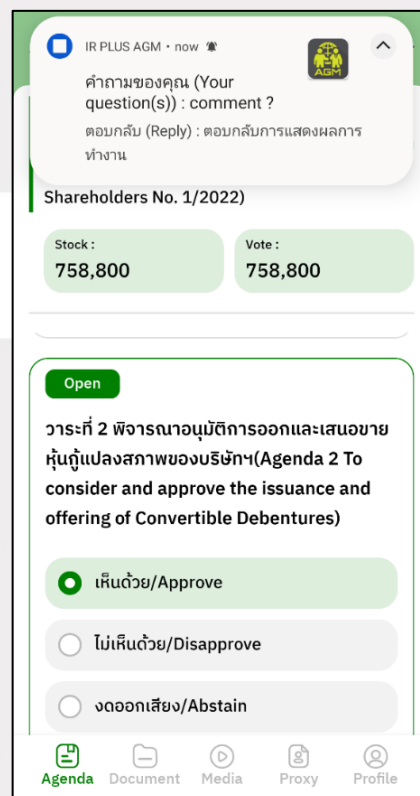 IR PLUS AGM • now
AGM
คำถามของคุณ (Your
question(s)) : comment ?
ตอบกลับ (Reply) : ตอบกลับการแสดงผลการ
ทำงาน
Shareholders No. 1/2022)
Stock :
758,800
Vote :
758,800
Open
วาระที่ 2 พิจารณาอนุมัติการออกและเสนอขาย
หุ้นกู้แปลงสภาพของบริษัทฯ(Agenda 2 To
consider and approve the issuance and
offering of Convertible Debentures)
เห็นด้วย/Approve
ไม่เห็นด้วย/Disapprove
งดออกเสียง/Abstain
Agenda Document Media Proxy Profile